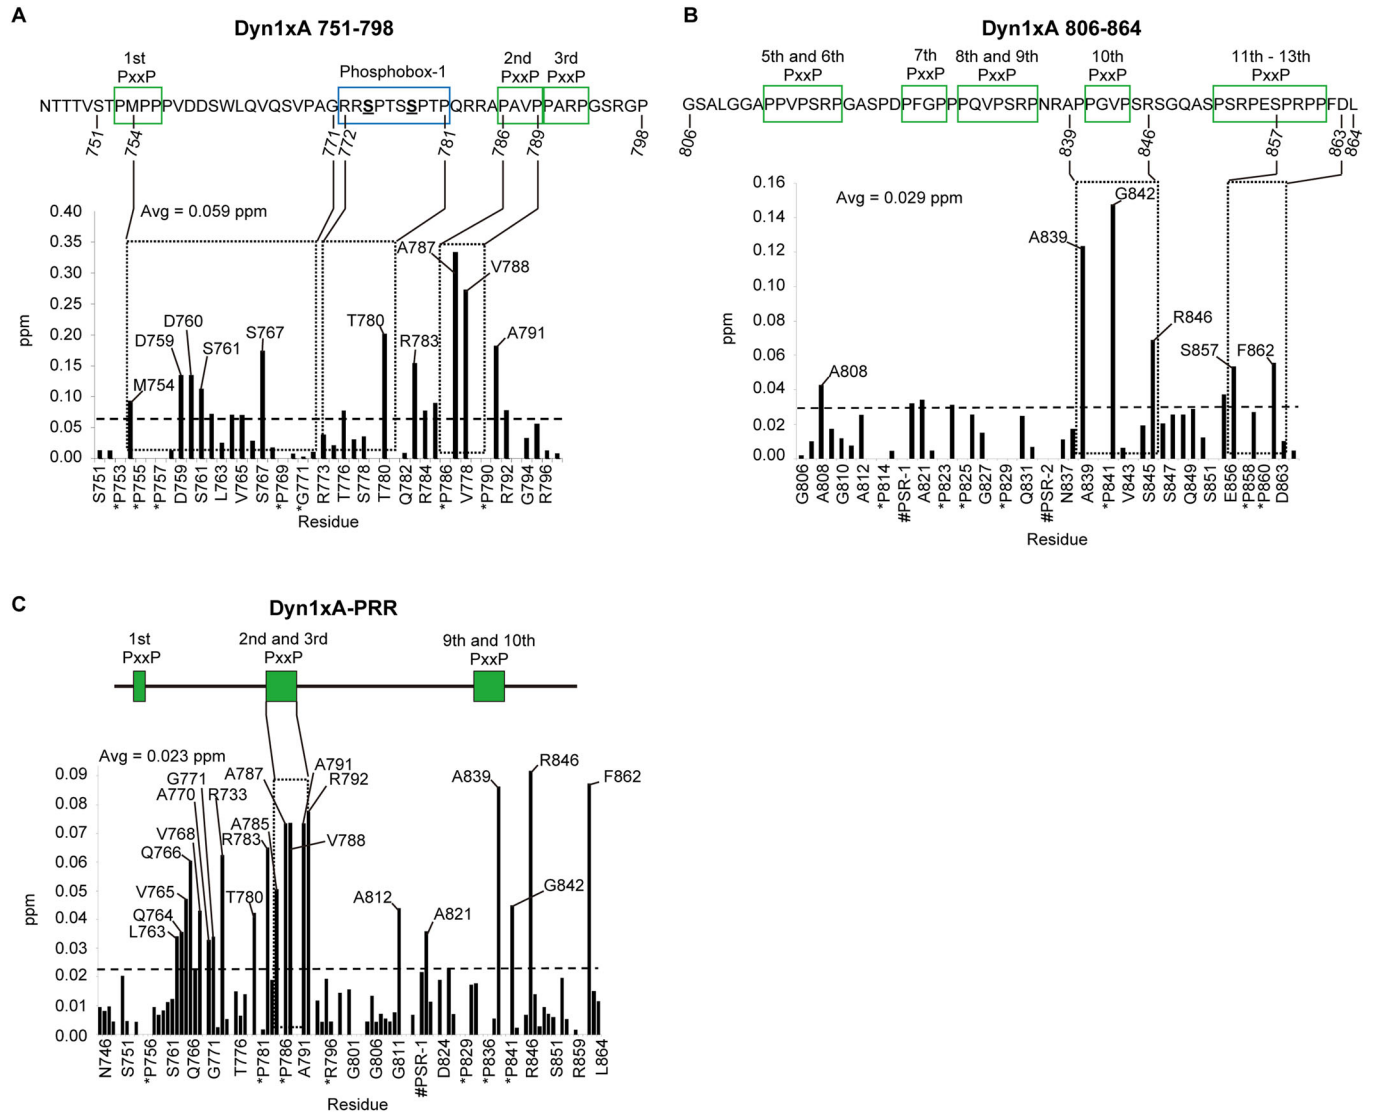 A
Dyn1xA 751-798
1st
PxxP
Phosphobox-1
2nd
PxxP
3rd
PxxP
NTTTVSTPMPPPVDDSWLQVQSVPAGRRSPTSSPTPQRRAPAVPPARPGSRGP
751
754
771
772
781
786
789
798
Avg = 0.059 ppm
ppm
0.40
0.35
0.30
0.25
0.20
0.15
0.10
0.05
0.00
M754
D759
D760
S761
S767
T780
R783
A787
V788
A791
S751
*P753
*P755
*P757
D759
S761
L763
V765
S767
*P769
*G771
R773
T776
S778
T780
Q782
R784
*P786
V778
*P790
R792
G794
R796
Residue
B
Dyn1xA 806-864
5th and 6th
PxxP
7th
PxxP
8th and 9th
PxxP
10th
PxxP
11th - 13th
PxxP
GSALGGAPPVPSRPGASPDPFGPPPQVPSRPNRAPPGVPSRSGQASPSRPESPRPPFDL
806
839
846
857
863
864
Avg = 0.029 ppm
ppm
0.16
0.14
0.12
0.10
0.08
0.06
0.04
0.02
0.00
A808
A839
G842
R846
S857
F862
G806
A808
G810
A812
*P814
#PSR-1
A821
*P823
*P825
G827
*P829
Q831
#PSR-2
N837
A839
*P841
V843
S845
S847
Q849
S851
E856
*P858
*P860
D863
Residue
C
Dyn1xA-PRR
1st
PxxP
2nd and 3rd
PxxP
9th and 10th
PxxP
Avg = 0.023 ppm
ppm
0.09
0.08
0.07
0.06
0.05
0.04
0.03
0.02
0.01
0.00
L763
Q764
V765
Q766
V768
A770
G771
R733
T780
R783
A785
A787
V788
A791
R792
A812
A821
A839
G842
R846
F862
N746
S751
*P756
S761
Q766
G771
T776
*P781
*P786
A791
*R796
G801
G806
G811
#PSR-1
D824
*P829
*P836
*P841
R846
S851
R859
L864
Residue